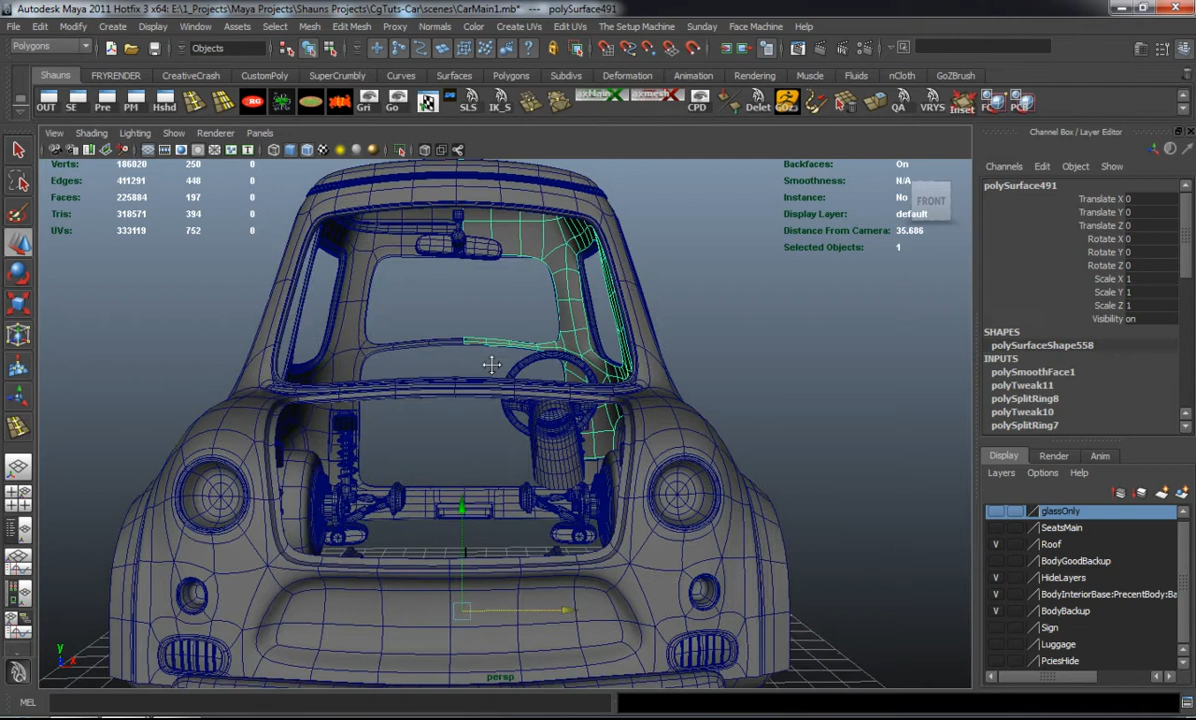 Autodesk Maya 2011 Hotfix 3 x64: E:\1_Projects\Maya Projects\Shauns Projects\CgTuts-Car\scenes\CarMain1.mb* --- polySurface491
File Edit Modify Create Display Window Assets Select Mesh Edit Mesh Proxy Normals Color Create UVs Edit UVs The Setup Machine Sunday Face Machine Help
Polygons Objects
Shauns FRYRENDER CreativeCrash CustomPoly SuperCrumbly Curves Surfaces Polygons Subdivs Deformation Animation Rendering Muscle Fluids nCloth GoZBrush
OUT SE Pre PM Hshd RG Gri Go SLS IK_S CPD Delet GOZ3 QA VRYS Inset FC PCB
View Shading Lighting Show Renderer Panels
Channel Box / Layer Editor
Channels Edit Object Show
Verts: 186020 250 0
Edges: 411291 448 0
Faces: 225884 197 0
Tris: 318571 394 0
UVs: 333119 752 0
Backfaces: On
Smoothness: N/A
Instance: No
Display Layer: default
Distance From Camera: 35.686
Selected Objects: 1
FRONT
polySurface491
Translate X 0
Translate Y 0
Translate Z 0
Rotate X 0
Rotate Y 0
Rotate Z 0
Scale X 1
Scale Y 1
Scale Z 1
Visibility on
SHAPES
polySurfaceShape558
INPUTS
polySmoothFace1
polyTweak11
polySplitRing8
polyTweak10
polySplitRing7
Display Render Anim
Layers Options Help
glassOnly
SeatsMain
V Roof
BodyGoodBackup
V HideLayers
V BodyInteriorBase:PrecentBody:Ba
V BodyBackup
Sign
Luggage
PciesHide
y
z x
persp
MEL